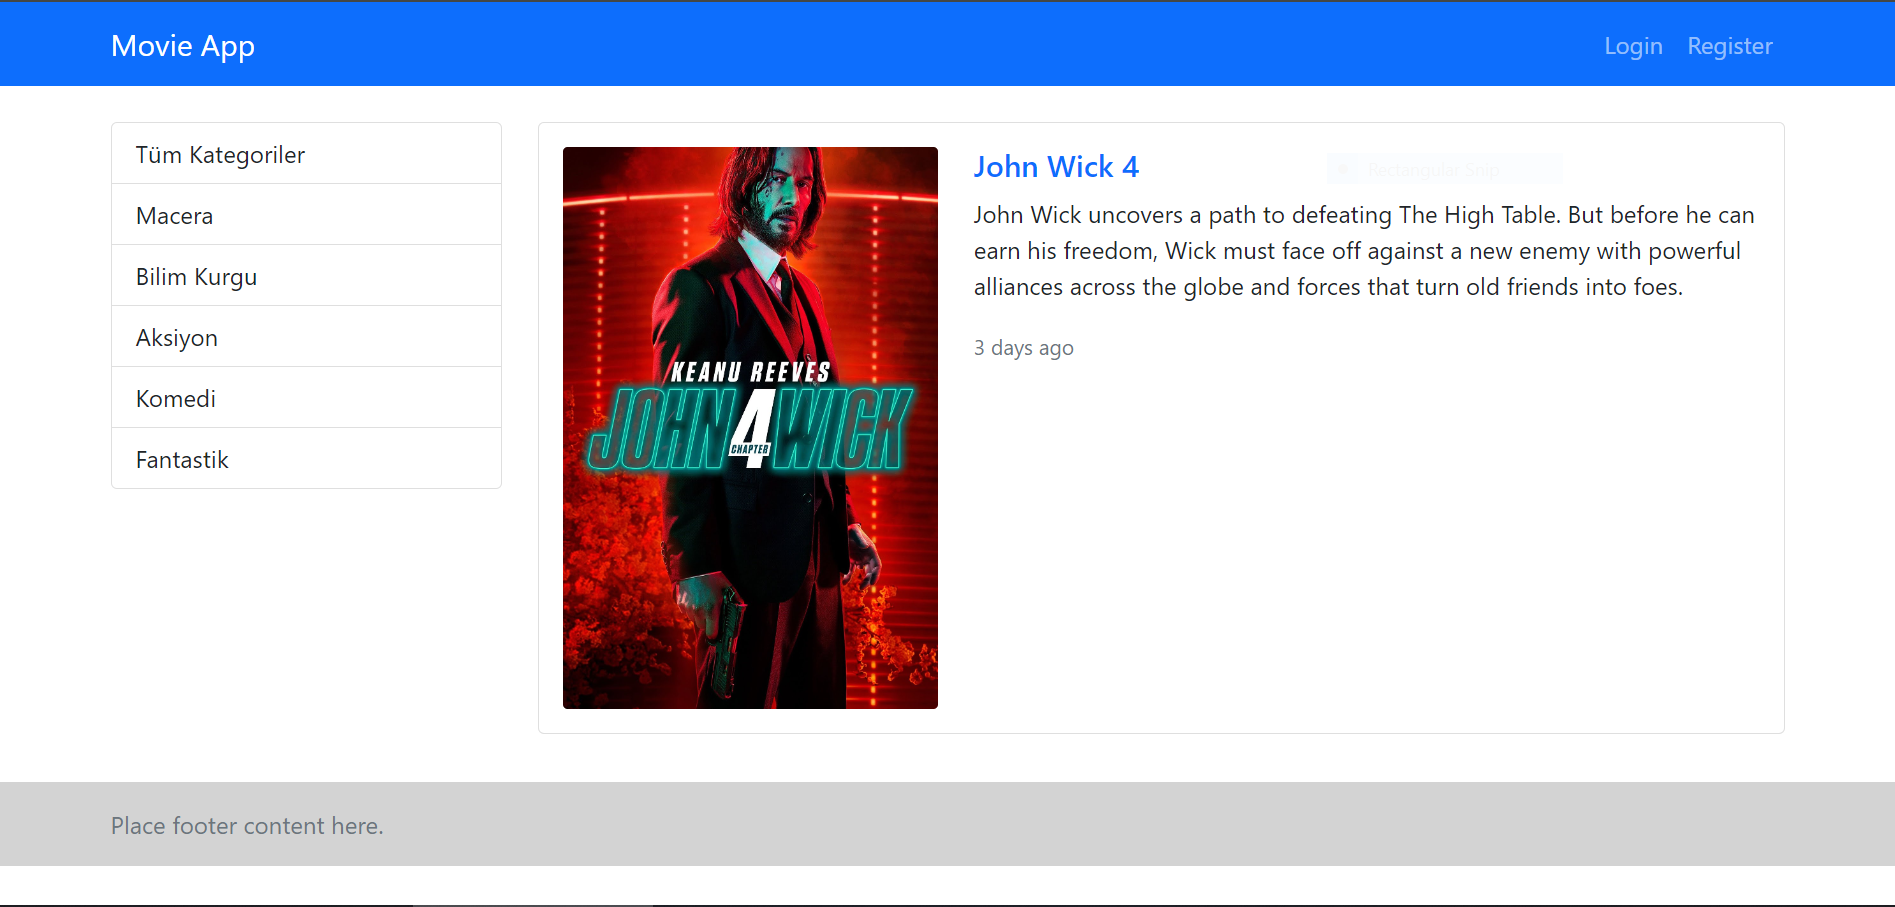 Movie App
Login Register
Tüm Kategoriler
Macera
Bilim Kurgu
Aksiyon
Komedi
Fantastik
KEANU REEVES
JOHN 4 WICK
CHAPTER
John Wick 4
Rectangular Snip
John Wick uncovers a path to defeating The High Table. But before he can
earn his freedom, Wick must face off against a new enemy with powerful
alliances across the globe and forces that turn old friends into foes.
3 days ago
Place footer content here.